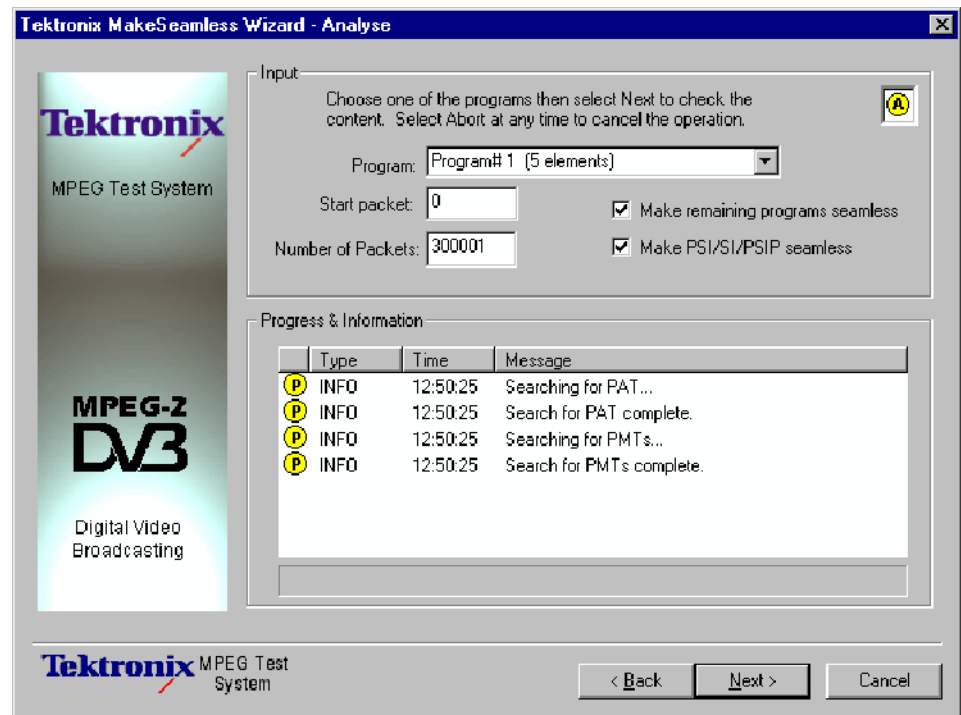 Tektronix MakeSeamless Wizard - Analyse
Tektronix
MPEG Test System
MPEG-2
DVB
Digital Video
Broadcasting
Input
Choose one of the programs then select Next to check the
content. Select Abort at any time to cancel the operation.
A
Program: Program# 1 (5 elements)
Start packet: 0
Make remaining programs seamless
Number of Packets: 300001
Make PSI/SI/PSIP seamless
Progress & Information
Type Time Message
P INFO 12:50:25 Searching for PAT...
P INFO 12:50:25 Search for PAT complete.
P INFO 12:50:25 Searching for PMTs...
P INFO 12:50:25 Search for PMTs complete.
Tektronix MPEG Test
System
< Back Next > Cancel